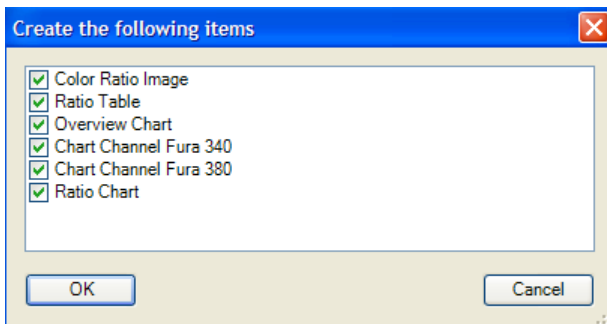 Create the following items
Color Ratio Image
Ratio Table
Overview Chart
Chart Channel Fura 340
Chart Channel Fura 380
Ratio Chart
OK
Cancel